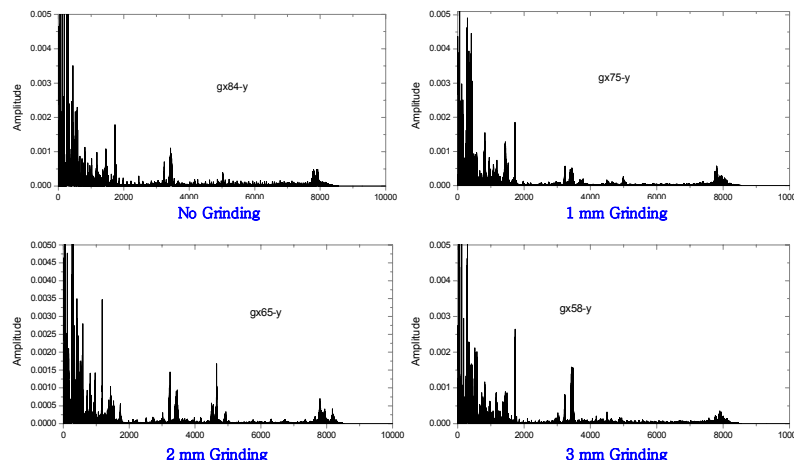 0.005
0.004
0.003
0.002
0.001
0.000
Amplitude
gx84-y
0 2000 4000 6000 8000 10000
No Grinding
0.005
0.004
0.003
0.002
0.001
0.000
Amplitude
gx75-y
0 2000 4000 6000 8000 10000
1 mm Grinding
0.0050
0.0045
0.0040
0.0035
0.0030
0.0025
0.0020
0.0015
0.0010
0.0005
0.0000
Amplitude
gx65-y
0 2000 4000 6000 8000 10000
2 mm Grinding
0.005
0.004
0.003
0.002
0.001
0.000
Amplitude
gx58-y
0 2000 4000 6000 8000 10000
3 mm Grinding